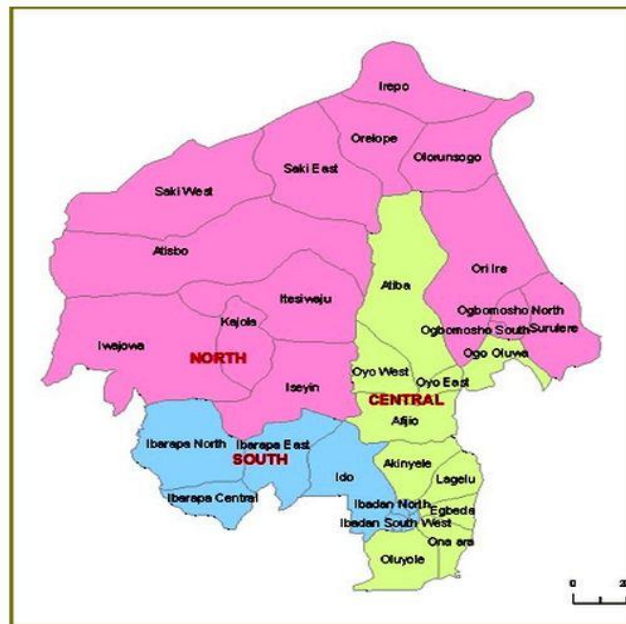 Irepo
Orelope
Olorunsogo
Saki East
Saki West
Atisbo
Ori Ire
Atiba
Itesiwaju
Ogbomosho North
Kajola
Ogbomosho South
Surulere
Iwajowa
NORTH
Ogo Oluwa
Oyo West
Oyo East
Iseyin
CENTRAL
Afijio
Ibarapa North
Ibarapa East
SOUTH
Akinyele
Ido
Lagelu
Ibarapa Central
Ibadan North
Egbeda
Ibadan South West
Ona ara
Oluyole
0